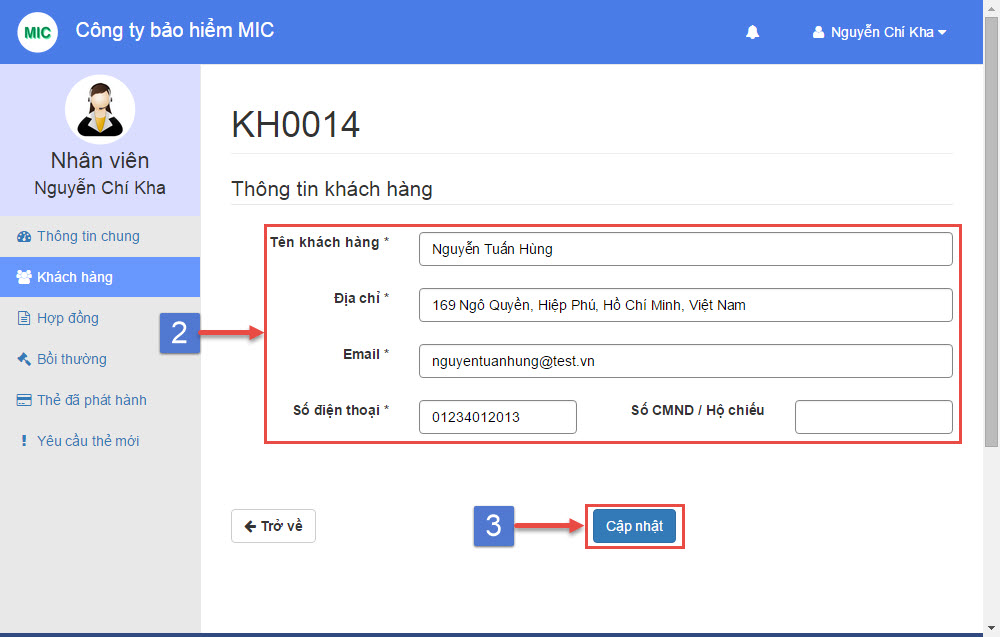 MIC
Công ty bảo hiểm MIC
Nguyễn Chí Kha
Nhân viên
Nguyễn Chí Kha
Thông tin chung
Khách hàng
Hợp đồng
Bồi thường
Thẻ đã phát hành
Yêu cầu thẻ mới
KH0014
Thông tin khách hàng
Tên khách hàng *
Nguyễn Tuấn Hùng
Địa chỉ *
169 Ngô Quyền, Hiệp Phú, Hồ Chí Minh, Việt Nam
Email *
nguyentuanhung@test.vn
Số điện thoại *
01234012013
Số CMND / Hộ chiếu
2
Trở về
3
Cập nhật